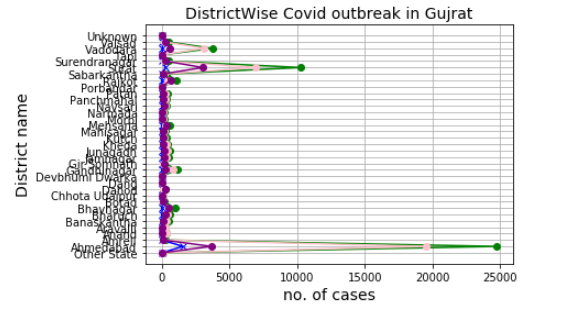 DistrictWise Covid outbreak in Gujrat
Unknown
Valsad
Vadodara
Tapi
Surendranagar
Surat
Sabarkantha
Rajkot
Porbandar
Patan
Panchmahal
Navsari
Narmada
Morbi
Mehsana
Mahisagar
Kutch
Kheda
Junagadh
Jamnagar
Gir Somnath
Gandhinagar
Devbhumi Dwarka
Dang
Dahod
Chhota Udaipur
Botad
Bhavnagar
Bharuch
Banaskantha
Aravalli
Anand
Amreli
Ahmedabad
Other State
District name
0 5000 10000 15000 20000 25000
no. of cases